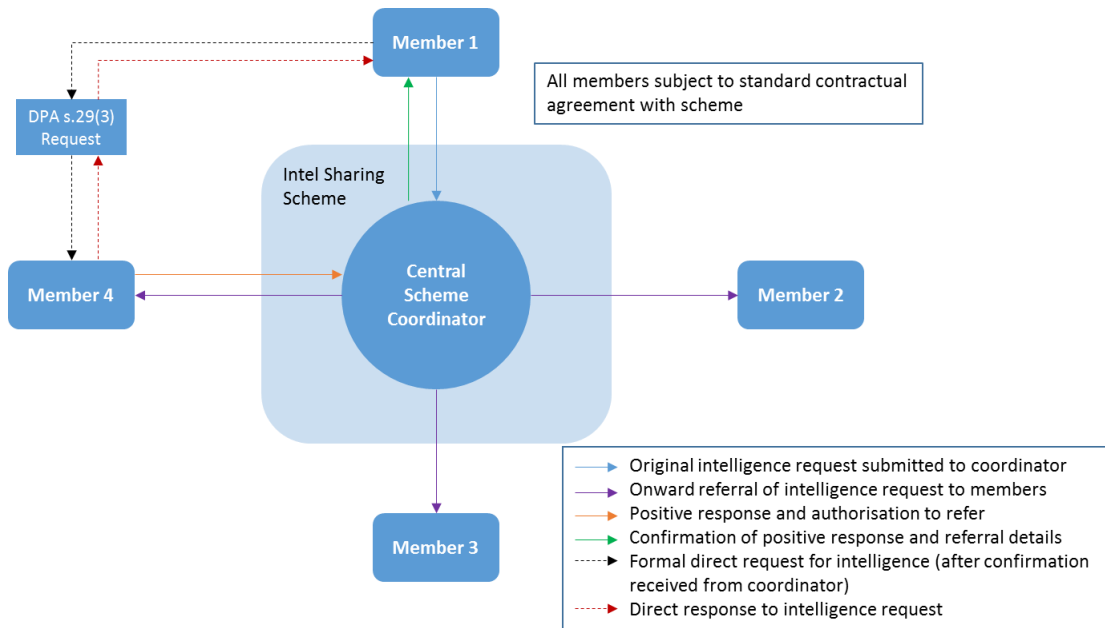 Member 1
All members subject to standard contractual
agreement with scheme
DPA s.29(3)
Request
Intel Sharing
Scheme
Central
Scheme
Coordinator
Member 4
Member 2
Member 3
Original intelligence request submitted to coordinator
Onward referral of intelligence request to members
Positive response and authorisation to refer
Confirmation of positive response and referral details
Formal direct request for intelligence (after confirmation
received from coordinator)
Direct response to intelligence request